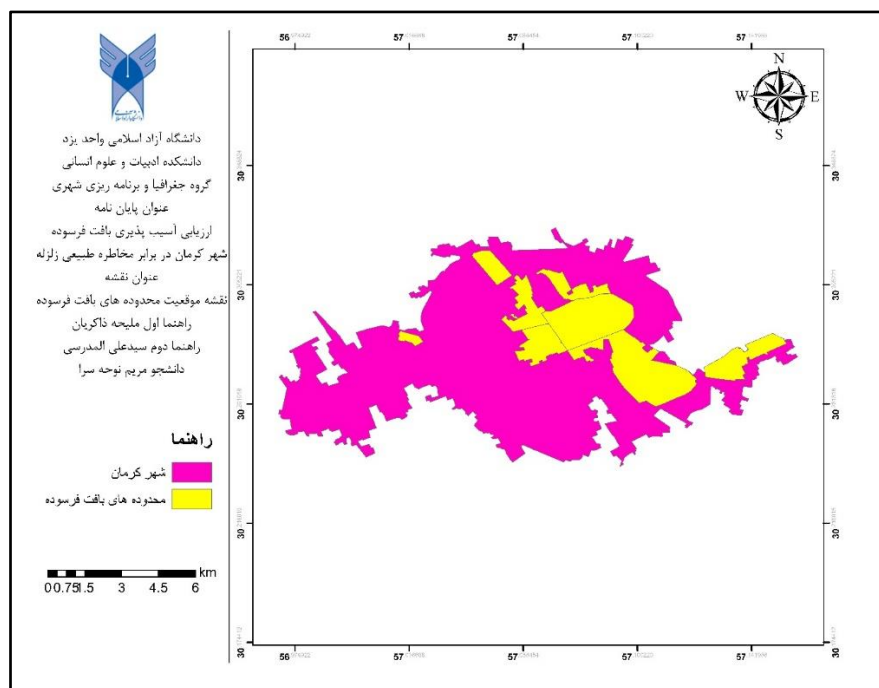 دانشگاه آزاد اسلامی واحد یزد
دانشکده ادبیات و علوم انسانی
گروه جغرافیا و برنامه ریزی شهری
عنوان پایان نامه
ارزیابی آسیب پذیری بافت فرسوده
شهر کرمان در برابر مخاطره طبیعی زلزله
عنوان نقشه
نقشه موقعیت محدوده های بافت فرسوده
راهنما اول ملیحه ذاکریان
راهنما دوم سیدعلی المدرسی
دانشجو مریم نوحه سرا
راهنما
شهر کرمان
محدوده های بافت فرسوده
km
0 0.75 1.5 3 4.5 6
56 57 57 57 57
N
W E
S
30 30
30 30
30 30
30 30
30 30
56 57 57 57 57